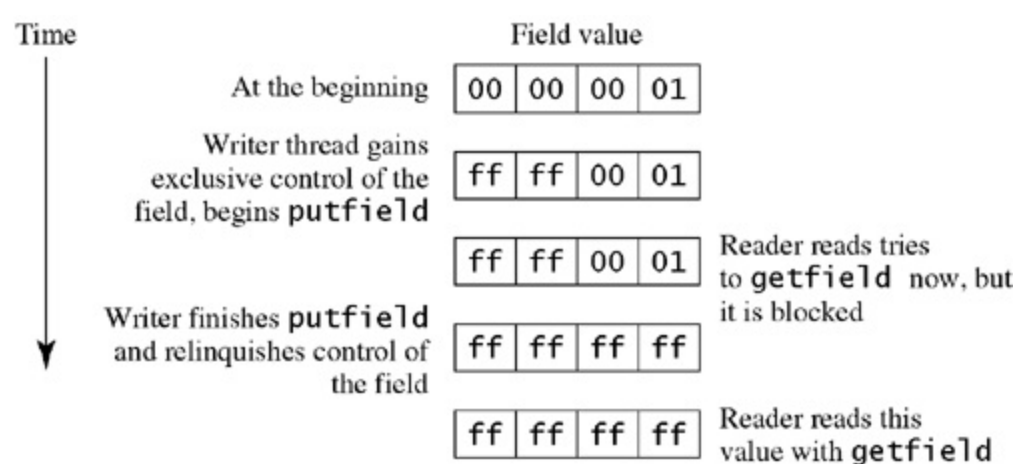 Time
Field value
At the beginning
00 00 00 01
Writer thread gains
exclusive control of the
field, begins putfield
ff ff 00 01
ff ff 00 01
Reader reads tries
to getfield now, but
it is blocked
Writer finishes putfield
and relinquishes control of
the field
ff ff ff ff
ff ff ff ff
Reader reads this
value with getfield